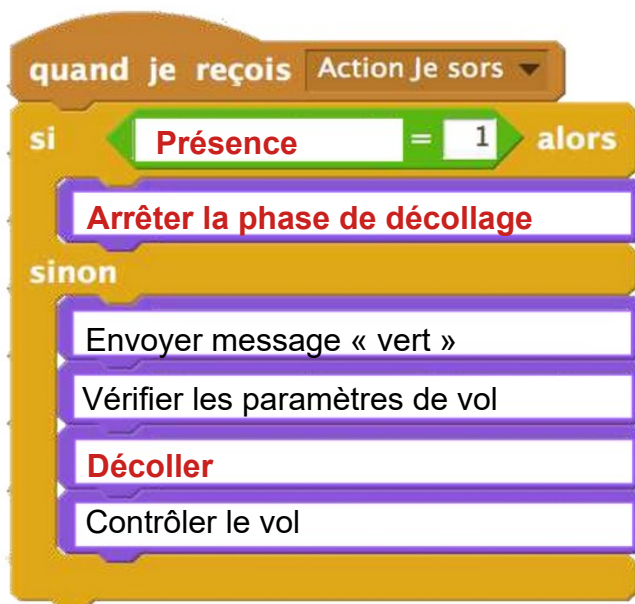 quand je reçois Action Je sors
si Présence = 1 alors
Arrêter la phase de décollage
sinon
Envoyer message « vert »
Vérifier les paramètres de vol
Décoller
Contrôler le vol